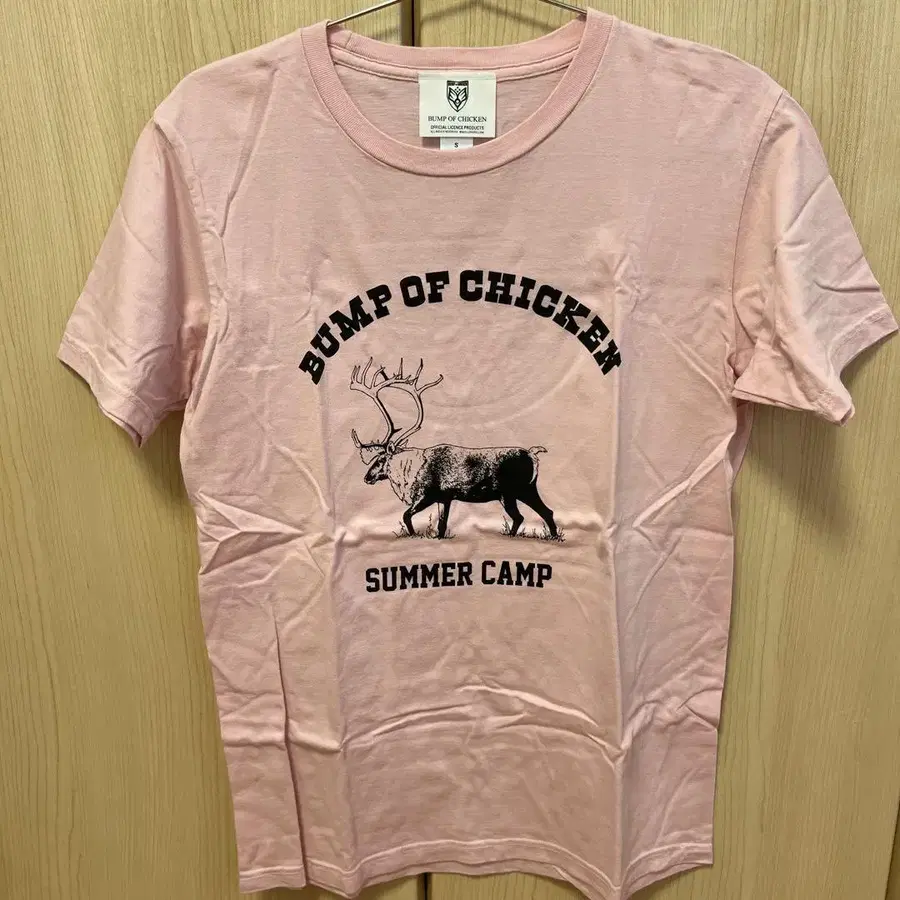 BUMP OF CHICKEN
OFFICIAL LICENCE PRODUCTS
S
BUMP OF CHICKEN
SUMMER CAMP